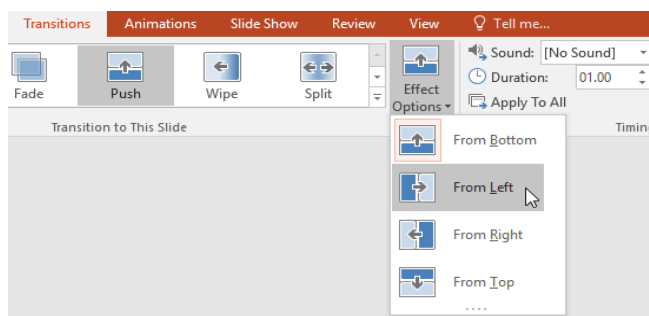 Transitions Animations Slide Show Review View Tell me...
Fade Push Wipe Split
Effect Options
Sound: [No Sound]
Duration: 01.00
Apply To All
Transition to This Slide
Timin
From Bottom
From Left
From Right
From Top